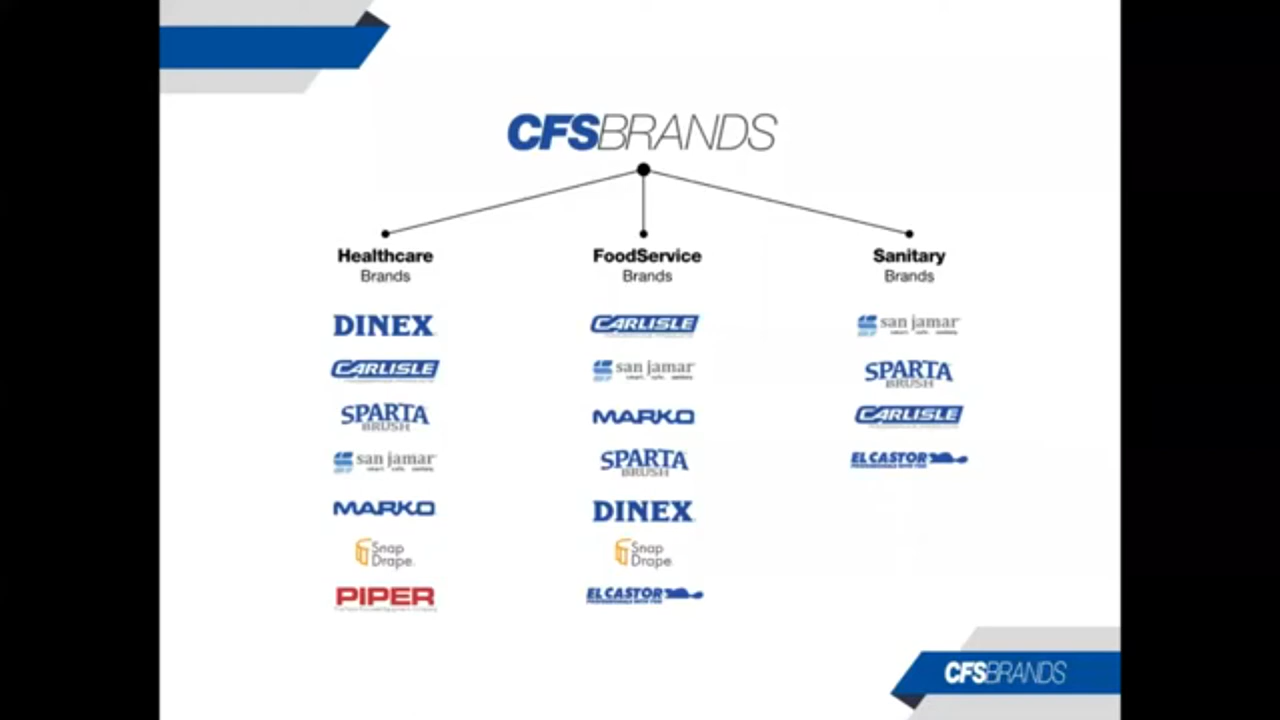 CFSBRANDS
Healthcare
Brands
DINEX
CARLISLE
SPARTA
BRUSH
san jamar
MARKO
Snap
Drape
PIPER
FoodService
Brands
CARLISLE
san jamar
MARKO
SPARTA
BRUSH
DINEX
Snap
Drape
EL CASTOR
Sanitary
Brands
san jamar
SPARTA
BRUSH
CARLISLE
EL CASTOR
CFSBRANDS